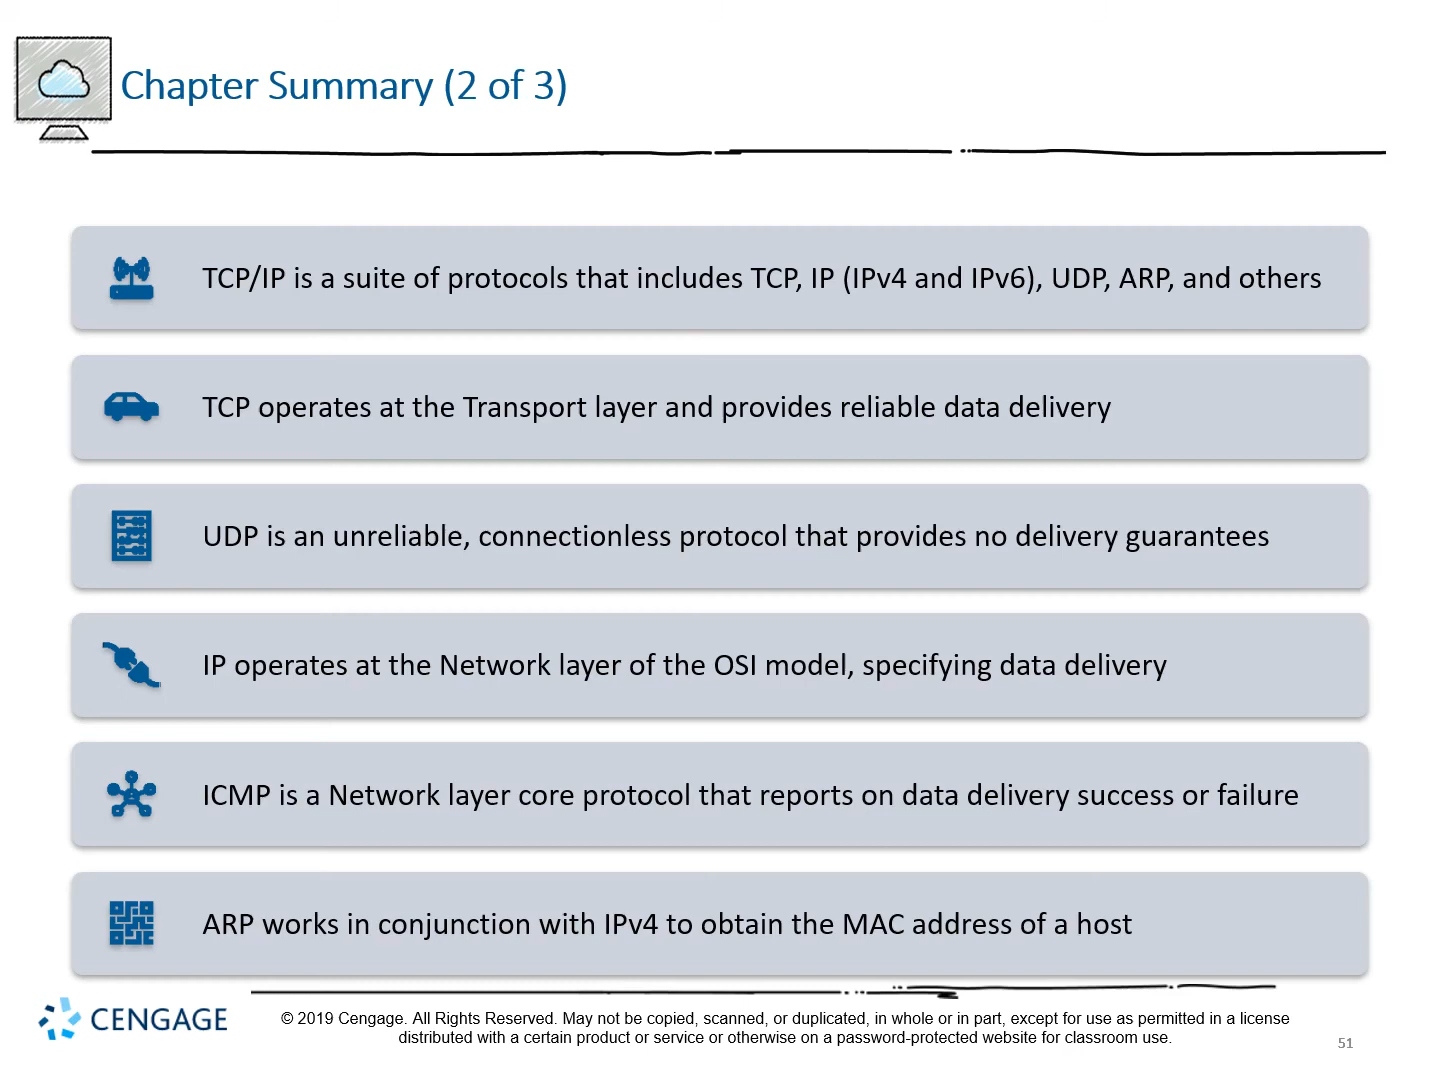 Chapter Summary (2 of 3)
TCP/IP is a suite of protocols that includes TCP, IP (IPv4 and IPv6), UDP, ARP, and others
TCP operates at the Transport layer and provides reliable data delivery
UDP is an unreliable, connectionless protocol that provides no delivery guarantees
IP operates at the Network layer of the OSI model, specifying data delivery
ICMP is a Network layer core protocol that reports on data delivery success or failure
ARP works in conjunction with IPv4 to obtain the MAC address of a host
CENGAGE
© 2019 Cengage. All Rights Reserved. May not be copied, scanned, or duplicated, in whole or in part, except for use as permitted in a license
distributed with a certain product or service or otherwise on a password-protected website for classroom use.
51